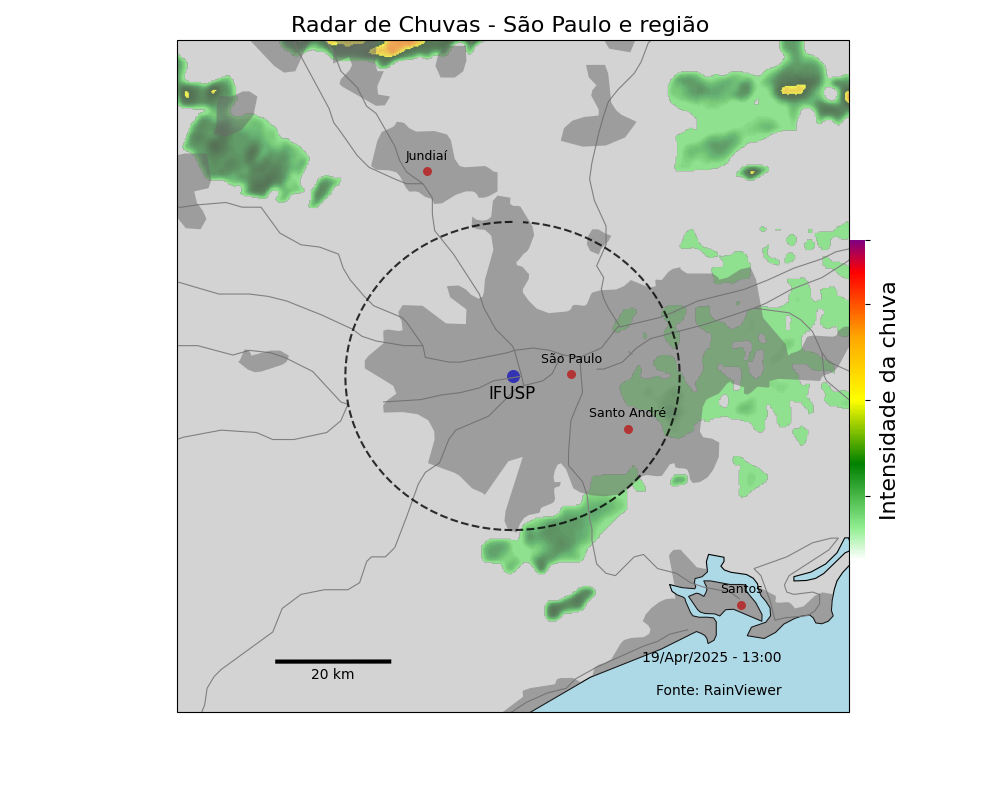 Radar de Chuvas - São Paulo e região
Jundiaí
São Paulo
IFUSP
Santo André
Intensidade da chuva
Santos
19/Apr/2025 - 13:00
20 km
Fonte: RainViewer